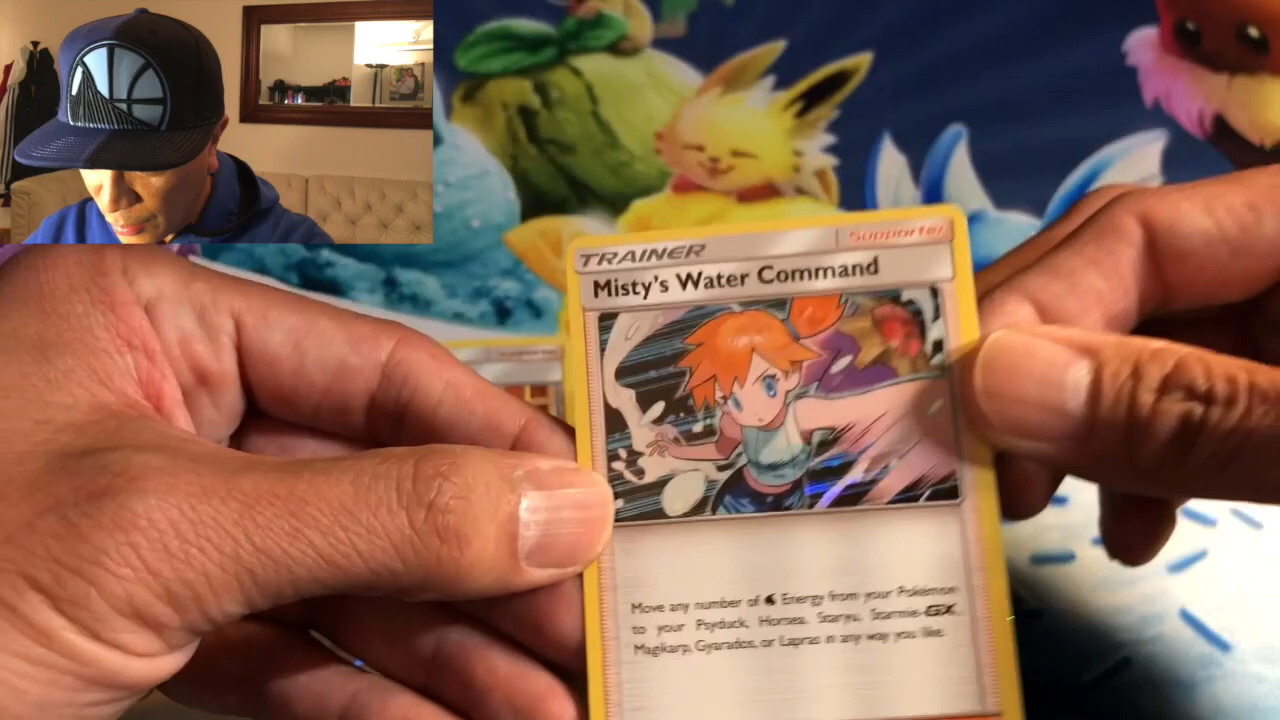 TRAINER
Supporter
Misty's Water Command
Move any number of Energy from your Pokémon
to your Psyduck, Horsea, Staryu, Starmie-GX,
Magikarp, Gyarados, or Lapras in any way you like.